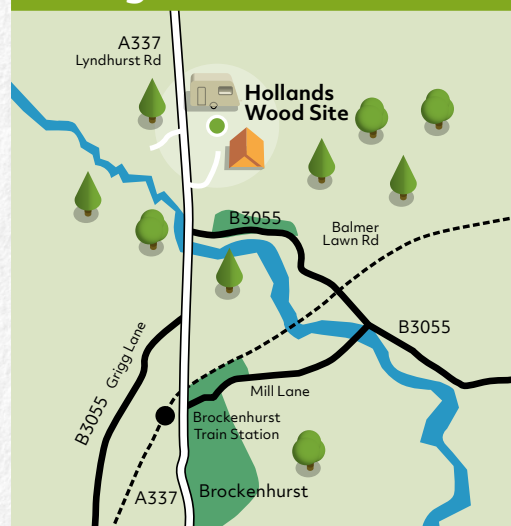 A337
Lyndhurst Rd
Hollands
Wood Site
B3055
Balmer
Lawn Rd
B3055
Grigg Lane
B3055
Mill Lane
Brockenhurst
Train Station
A337
Brockenhurst